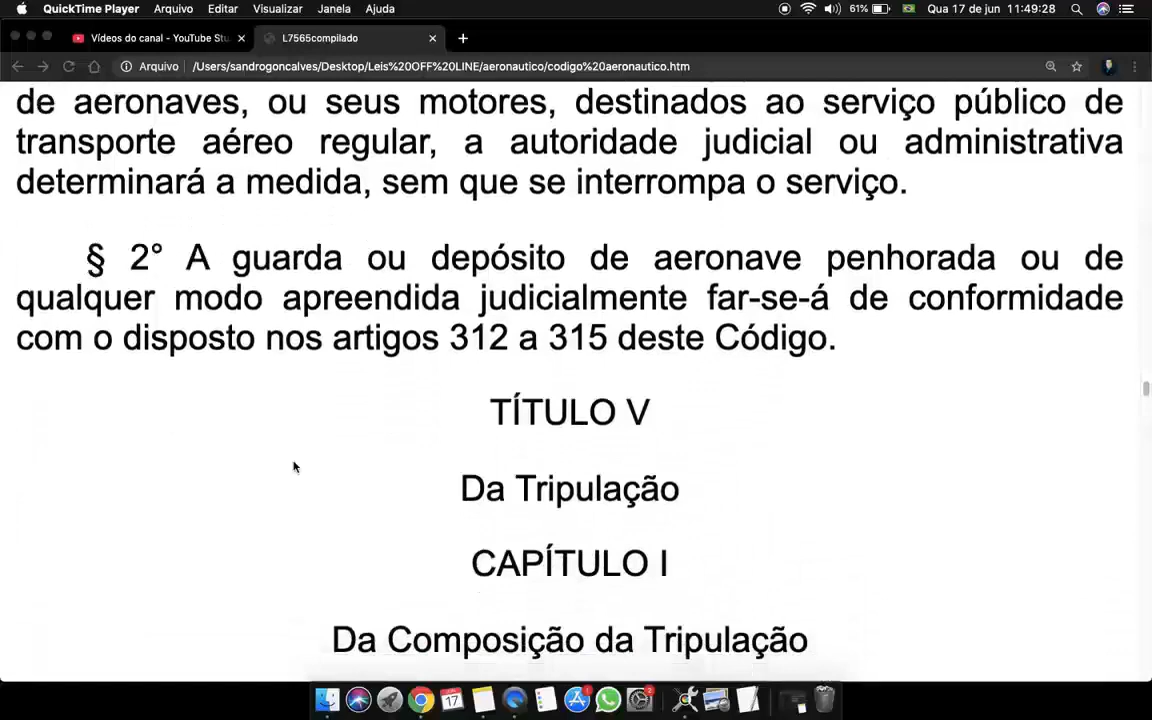 QuickTime Player Arquivo Editar Visualizar Janela Ajuda 61% Qua 17 de jun 11:49:28
Vídeos do canal - YouTube Stu L7565compilado
Arquivo /Users/sandrogoncalves/Desktop/Leis%20OFF%20LINE/aeronautico/codigo%20aeronautico.htm
de aeronaves, ou seus motores, destinados ao serviço público de
transporte aéreo regular, a autoridade judicial ou administrativa
determinará a medida, sem que se interrompa o serviço.
§ 2° A guarda ou depósito de aeronave penhorada ou de
qualquer modo apreendida judicialmente far-se-á de conformidade
com o disposto nos artigos 312 a 315 deste Código.
TÍTULO V
Da Tripulação
CAPÍTULO I
Da Composição da Tripulação
17